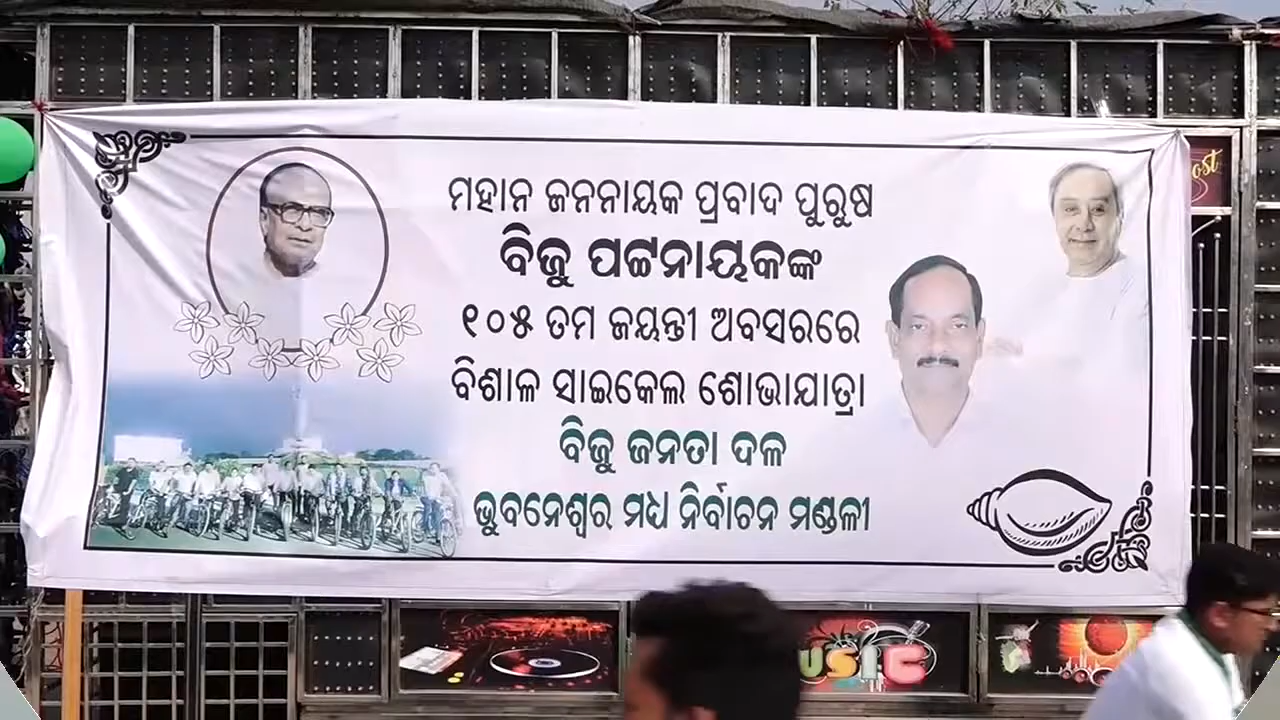 ମହାନ ଜନନାୟକ ପ୍ରବାଦ ପୁରୁଷ
ବିଜୁ ପଟ୍ଟନାୟକଙ୍କ
୧୦୫ ତମ ଜୟନ୍ତୀ ଅବସରରେ
ବିଶାଳ ସାଇକେଲ ଶୋଭାଯାତ୍ରା
ବିଜୁ ଜନତା ଦଳ
ଭୁବନେଶ୍ୱର ମଧ୍ୟ ନିର୍ବାଚନ ମଣ୍ଡଳୀ